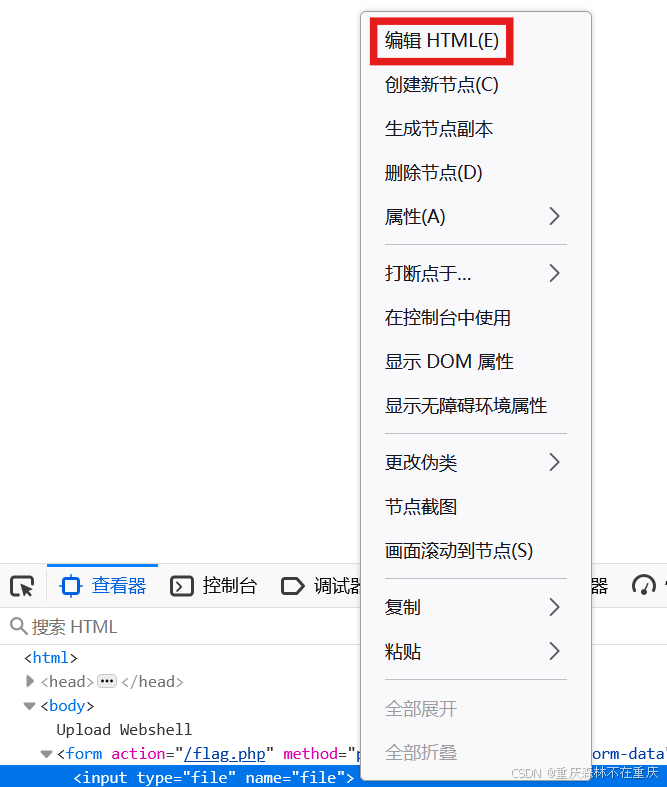 编辑 HTML(E)
创建新节点(C)
生成节点副本
删除节点(D)
属性(A)
打断点于...
在控制台中使用
显示 DOM 属性
显示无障碍环境属性
更改伪类
节点截图
画面滚动到节点(S)
复制
粘贴
全部展开
全部折叠
查看器
控制台
调试器
器
搜索 HTML
<html>
<head> ••• </head>
<body>
Upload Webshell
<form action="/flag.php" method="p orm-data"
<input type="file" name="file">
CSDN @重庆森林不在重庆